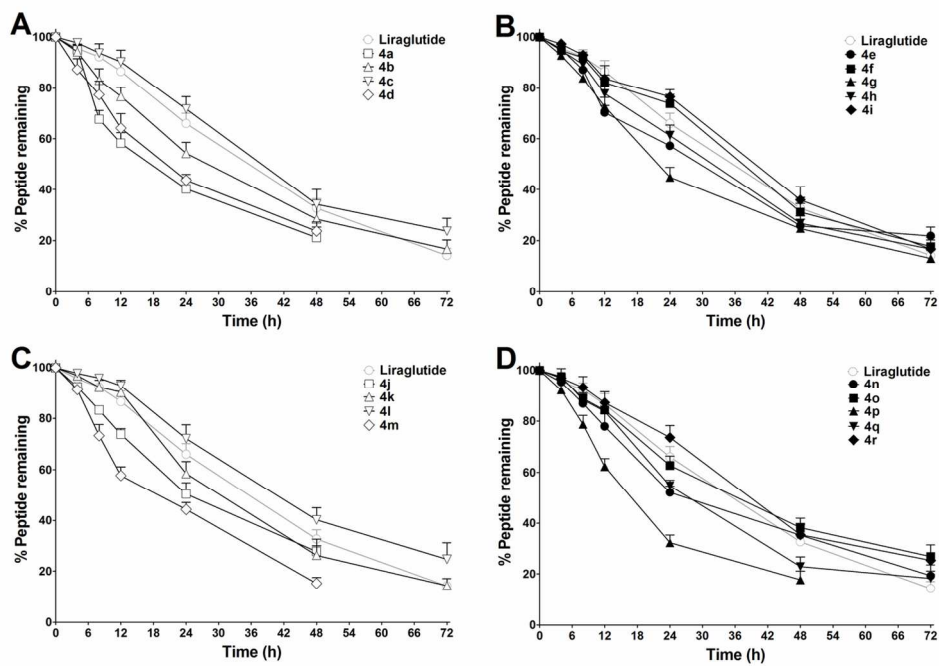 A
% Peptide remaining
100
80
60
40
20
0
0 6 12 18 24 30 36 42 48 54 60 66 72
Time (h)
Liraglutide
4a
4b
4c
4d
B
% Peptide remaining
100
80
60
40
20
0
0 6 12 18 24 30 36 42 48 54 60 66 72
Time (h)
Liraglutide
4e
4f
4g
4h
4i
C
% Peptide remaining
100
80
60
40
20
0
0 6 12 18 24 30 36 42 48 54 60 66 72
Time (h)
Liraglutide
4j
4k
4l
4m
D
% Peptide remaining
100
80
60
40
20
0
0 6 12 18 24 30 36 42 48 54 60 66 72
Time (h)
Liraglutide
4n
4o
4p
4q
4r